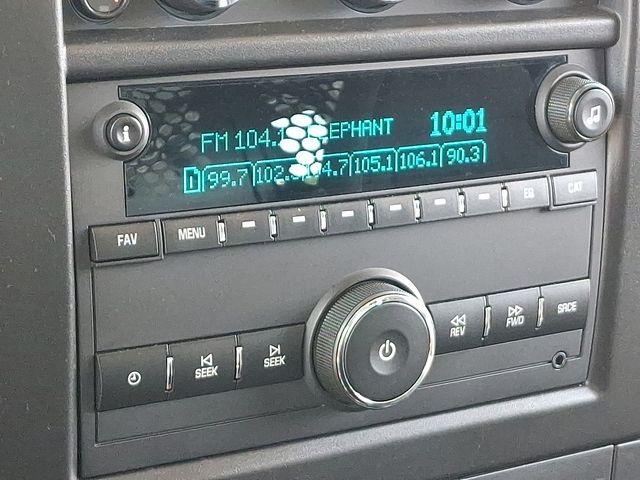 FM 104. EPHANT 10:01
1 99.7 102. 4.7 105.1 106.1 90.3
i
FAV MENU EQ CAT
SEEK SEEK REV FWD SRCE